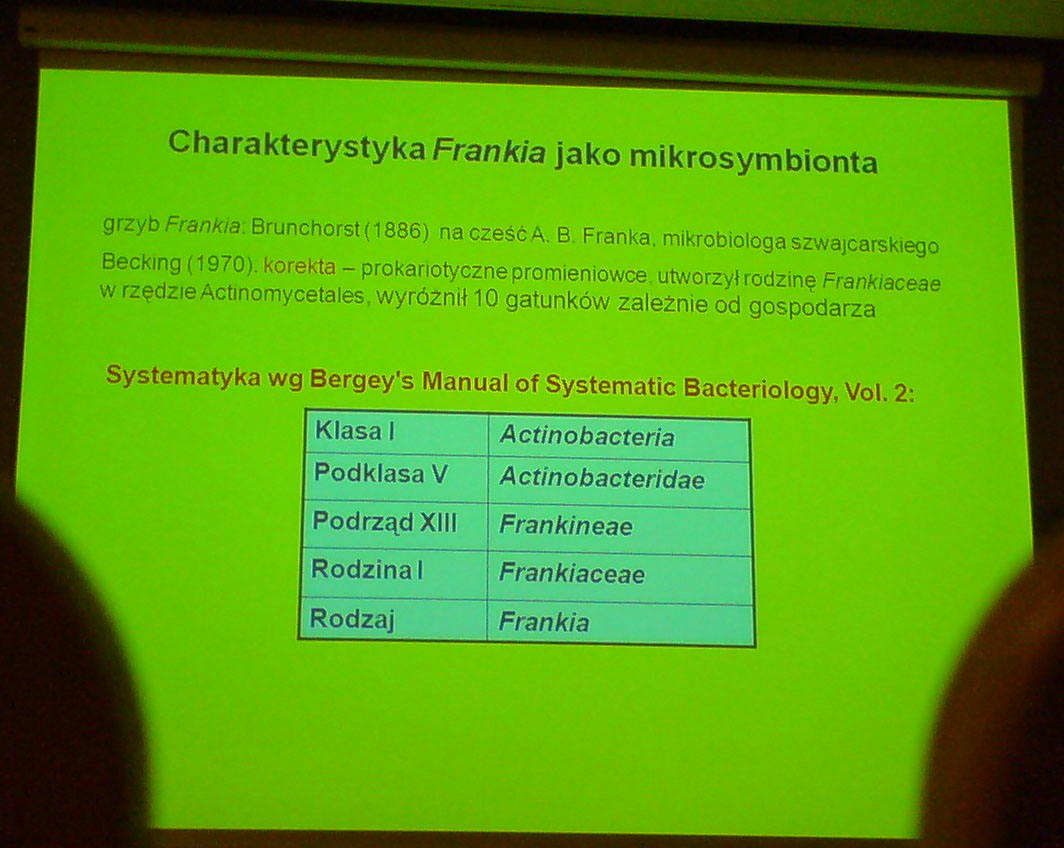 Charakterystyka Frankia jako mikrosymbionta
grzyb Frankia: Brunchorst (1886) na cześć A. B. Franka, mikrobiologa szwajcarskiego
Becking (1970), korekta – prokariotyczne promieniowce, utworzył rodzinę Frankiaceae
w rzędzie Actinomycetales, wyróżnił 10 gatunków zależnie od gospodarza
Systematyka wg Bergey's Manual of Systematic Bacteriology, Vol. 2:
Klasa I Actinobacteria
Podklasa V Actinobacteridae
Podrząd XIII Frankineae
Rodzina I Frankiaceae
Rodzaj Frankia